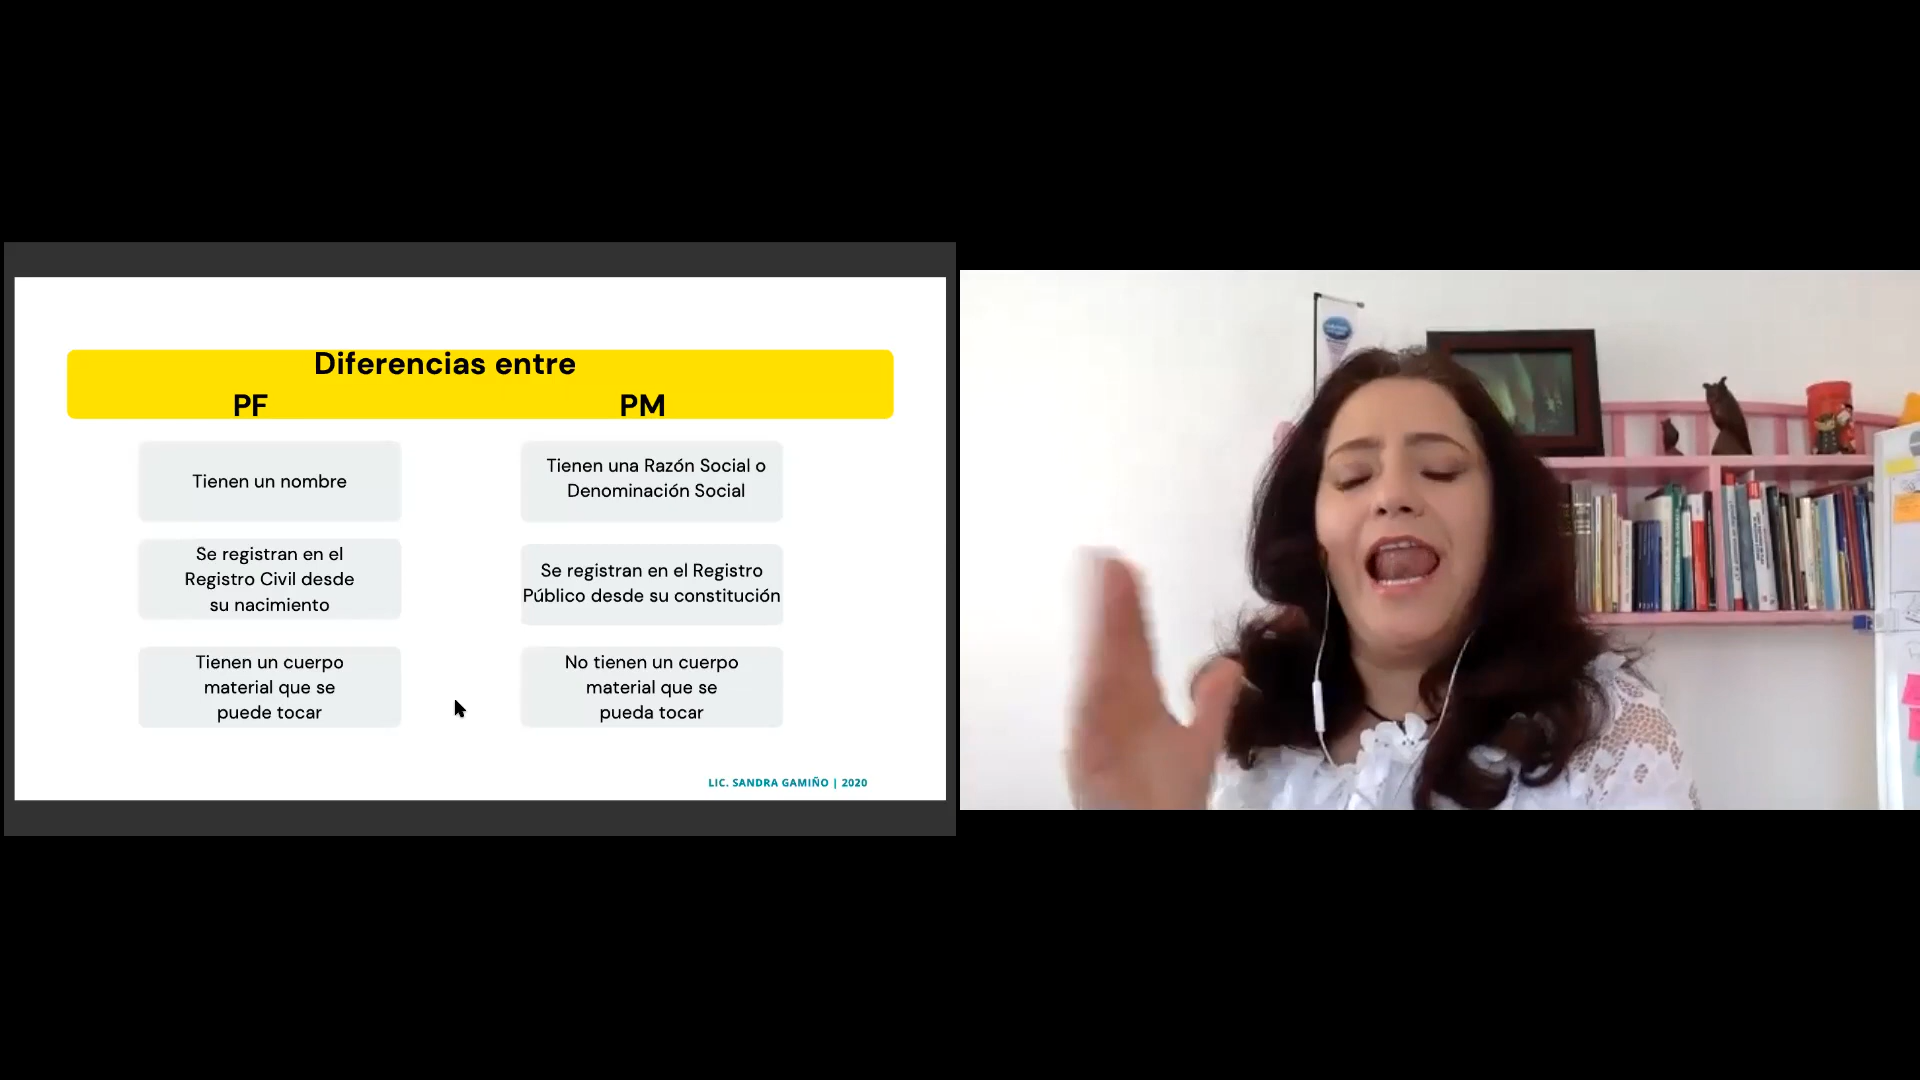 Diferencias entre
PF
PM
Tienen un nombre
Tienen una Razón Social o
Denominación Social
Se registran en el
Registro Civil desde
su nacimiento
Se registran en el Registro
Público desde su constitución
Tienen un cuerpo
material que se
puede tocar
No tienen un cuerpo
material que se
pueda tocar
LIC. SANDRA GAMIÑO | 2020